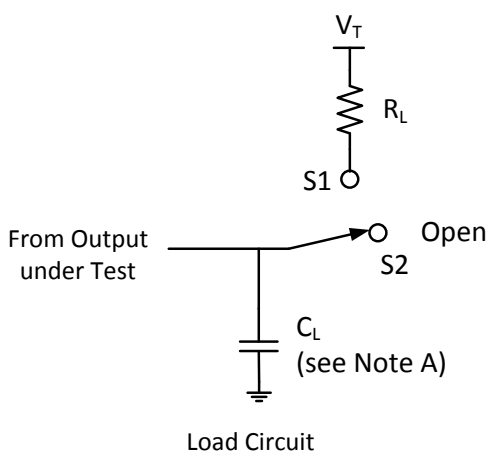 V_T
R_L
S1
From Output
under Test
Open
S2
C_L
(see Note A)
Load Circuit